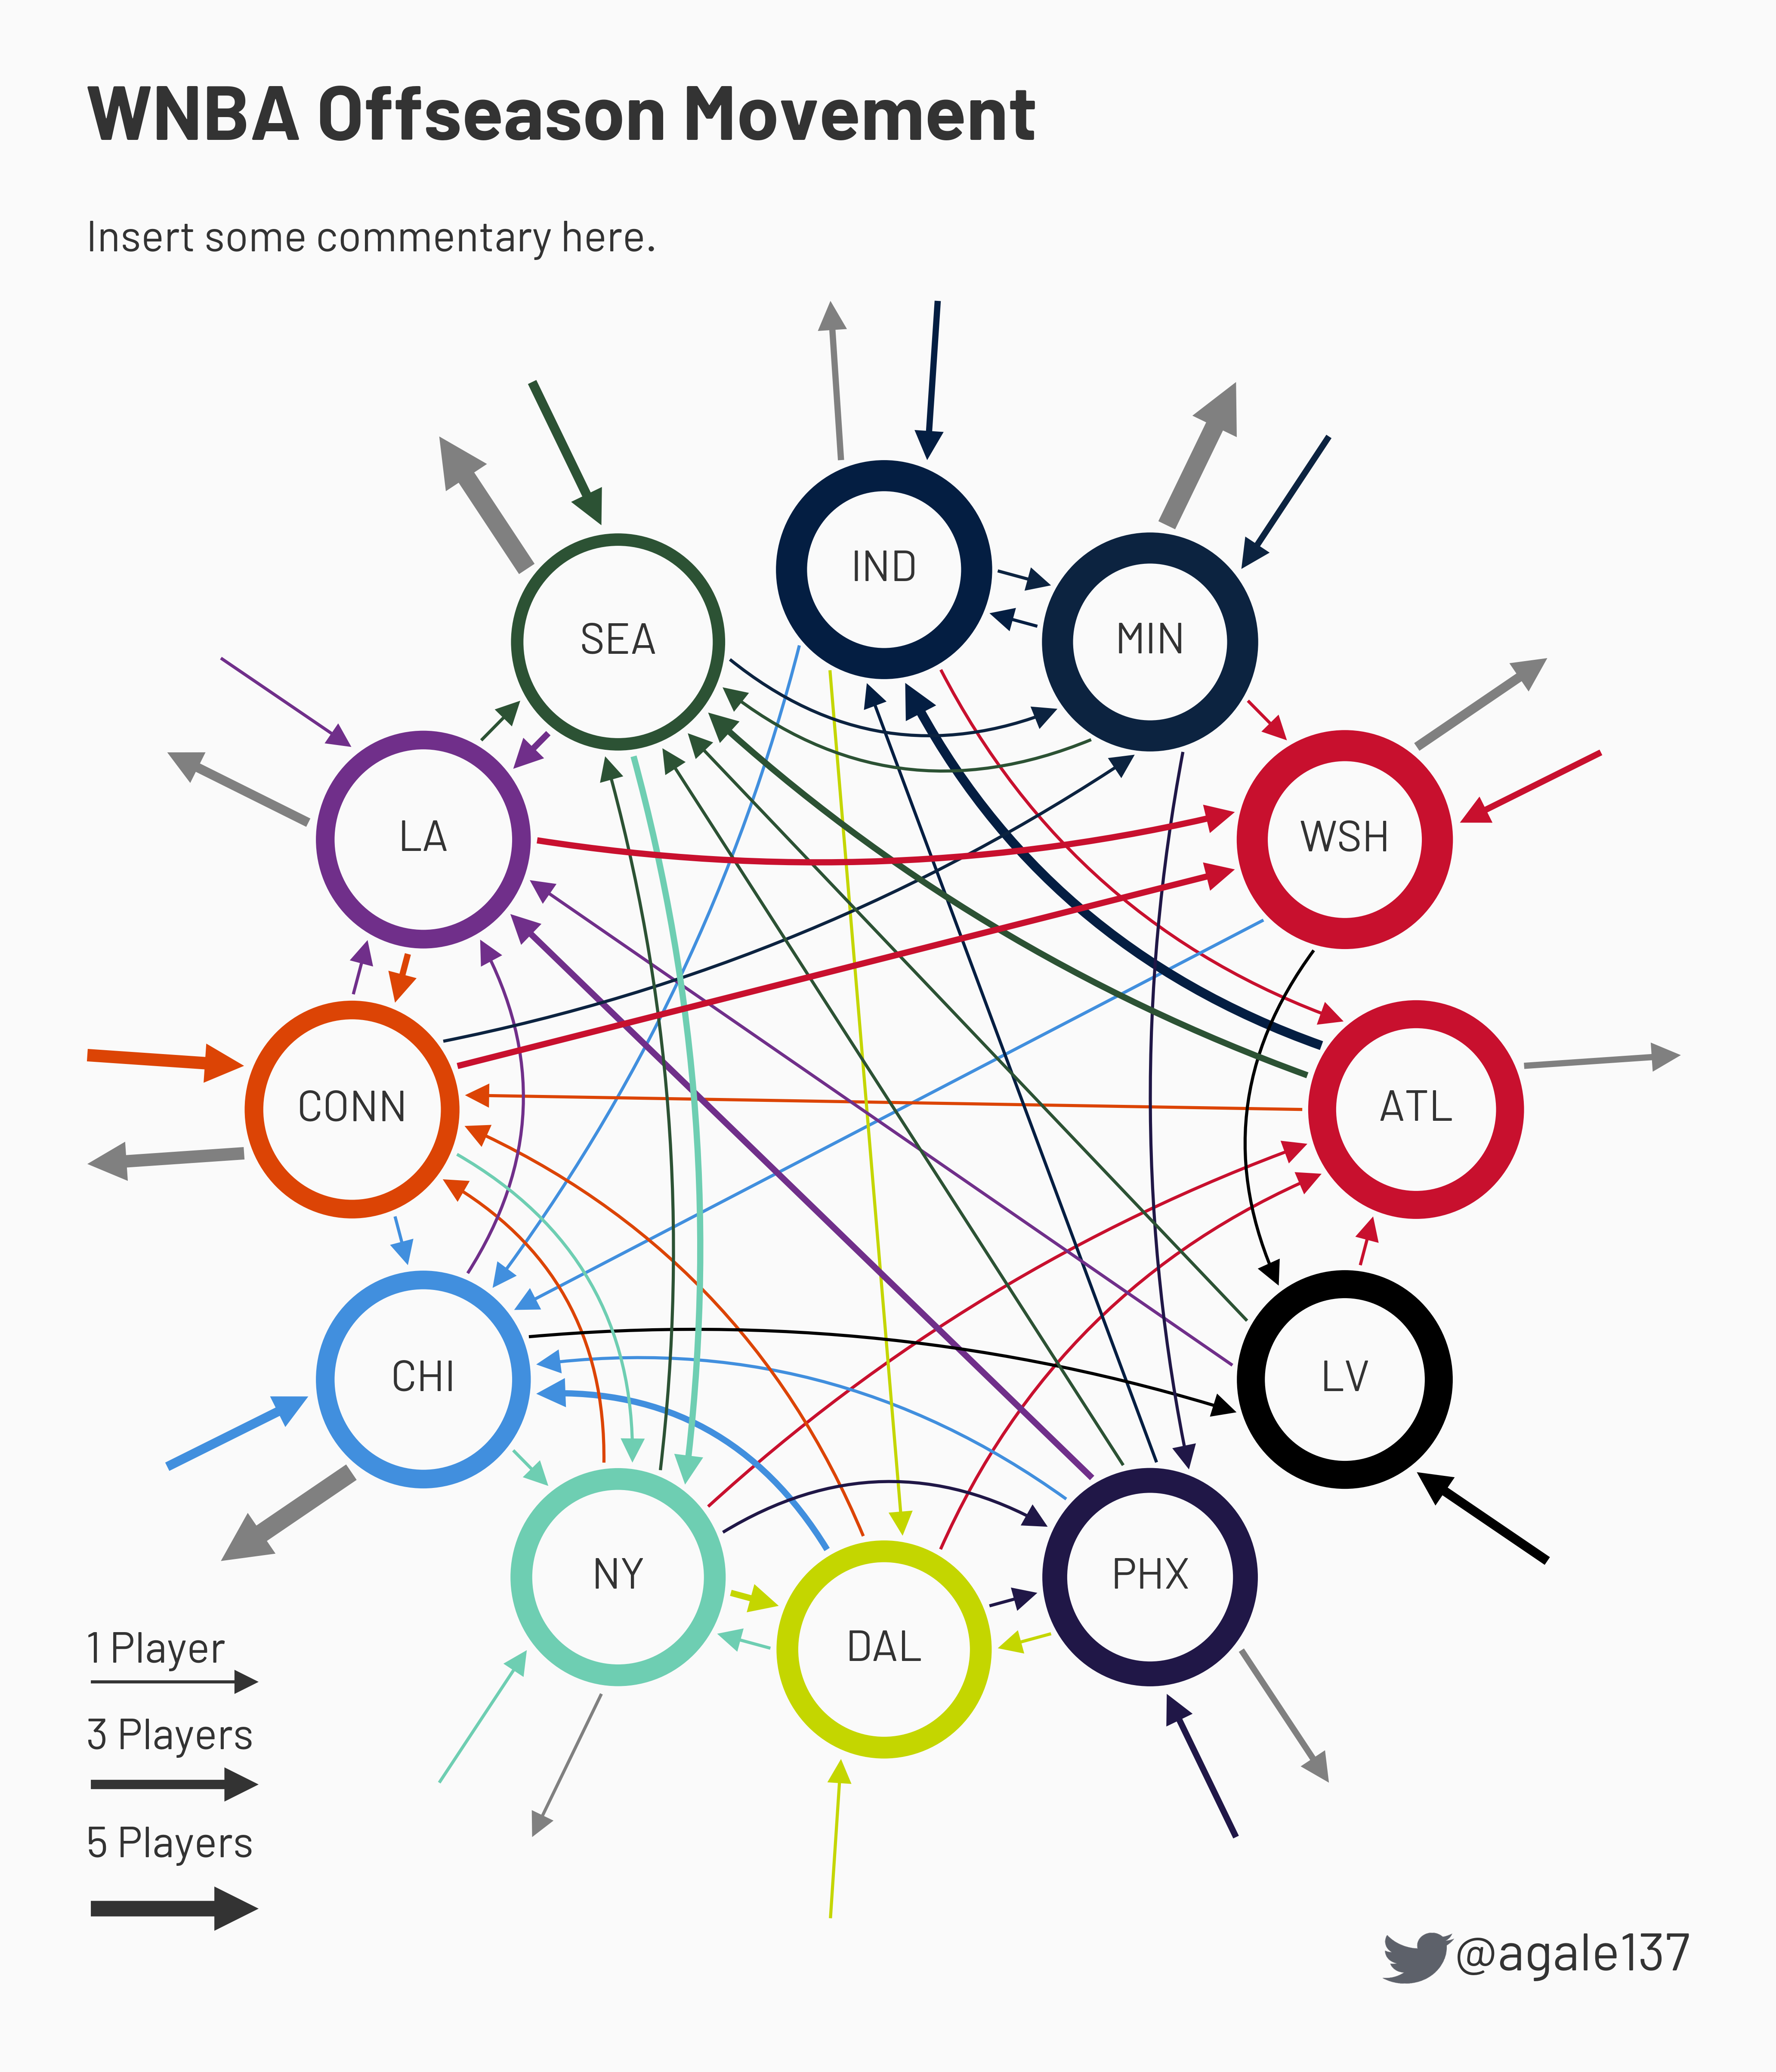 WNBA Offseason Movement
Insert some commentary here.
IND
SEA
MIN
LA
WSH
CONN
ATL
CHI
LV
NY
PHX
DAL
1 Player
3 Players
5 Players
@agale137